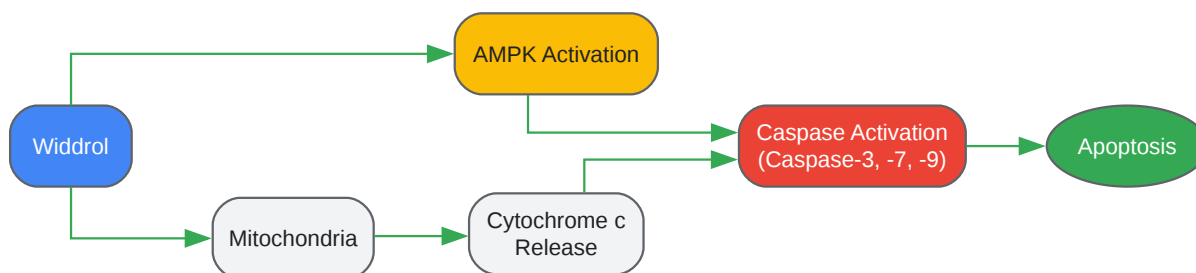 AMPK Activation
Widdrol
Caspase Activation
(Caspase-3, -7, -9)
Apoptosis
Mitochondria
Cytochrome c
Release